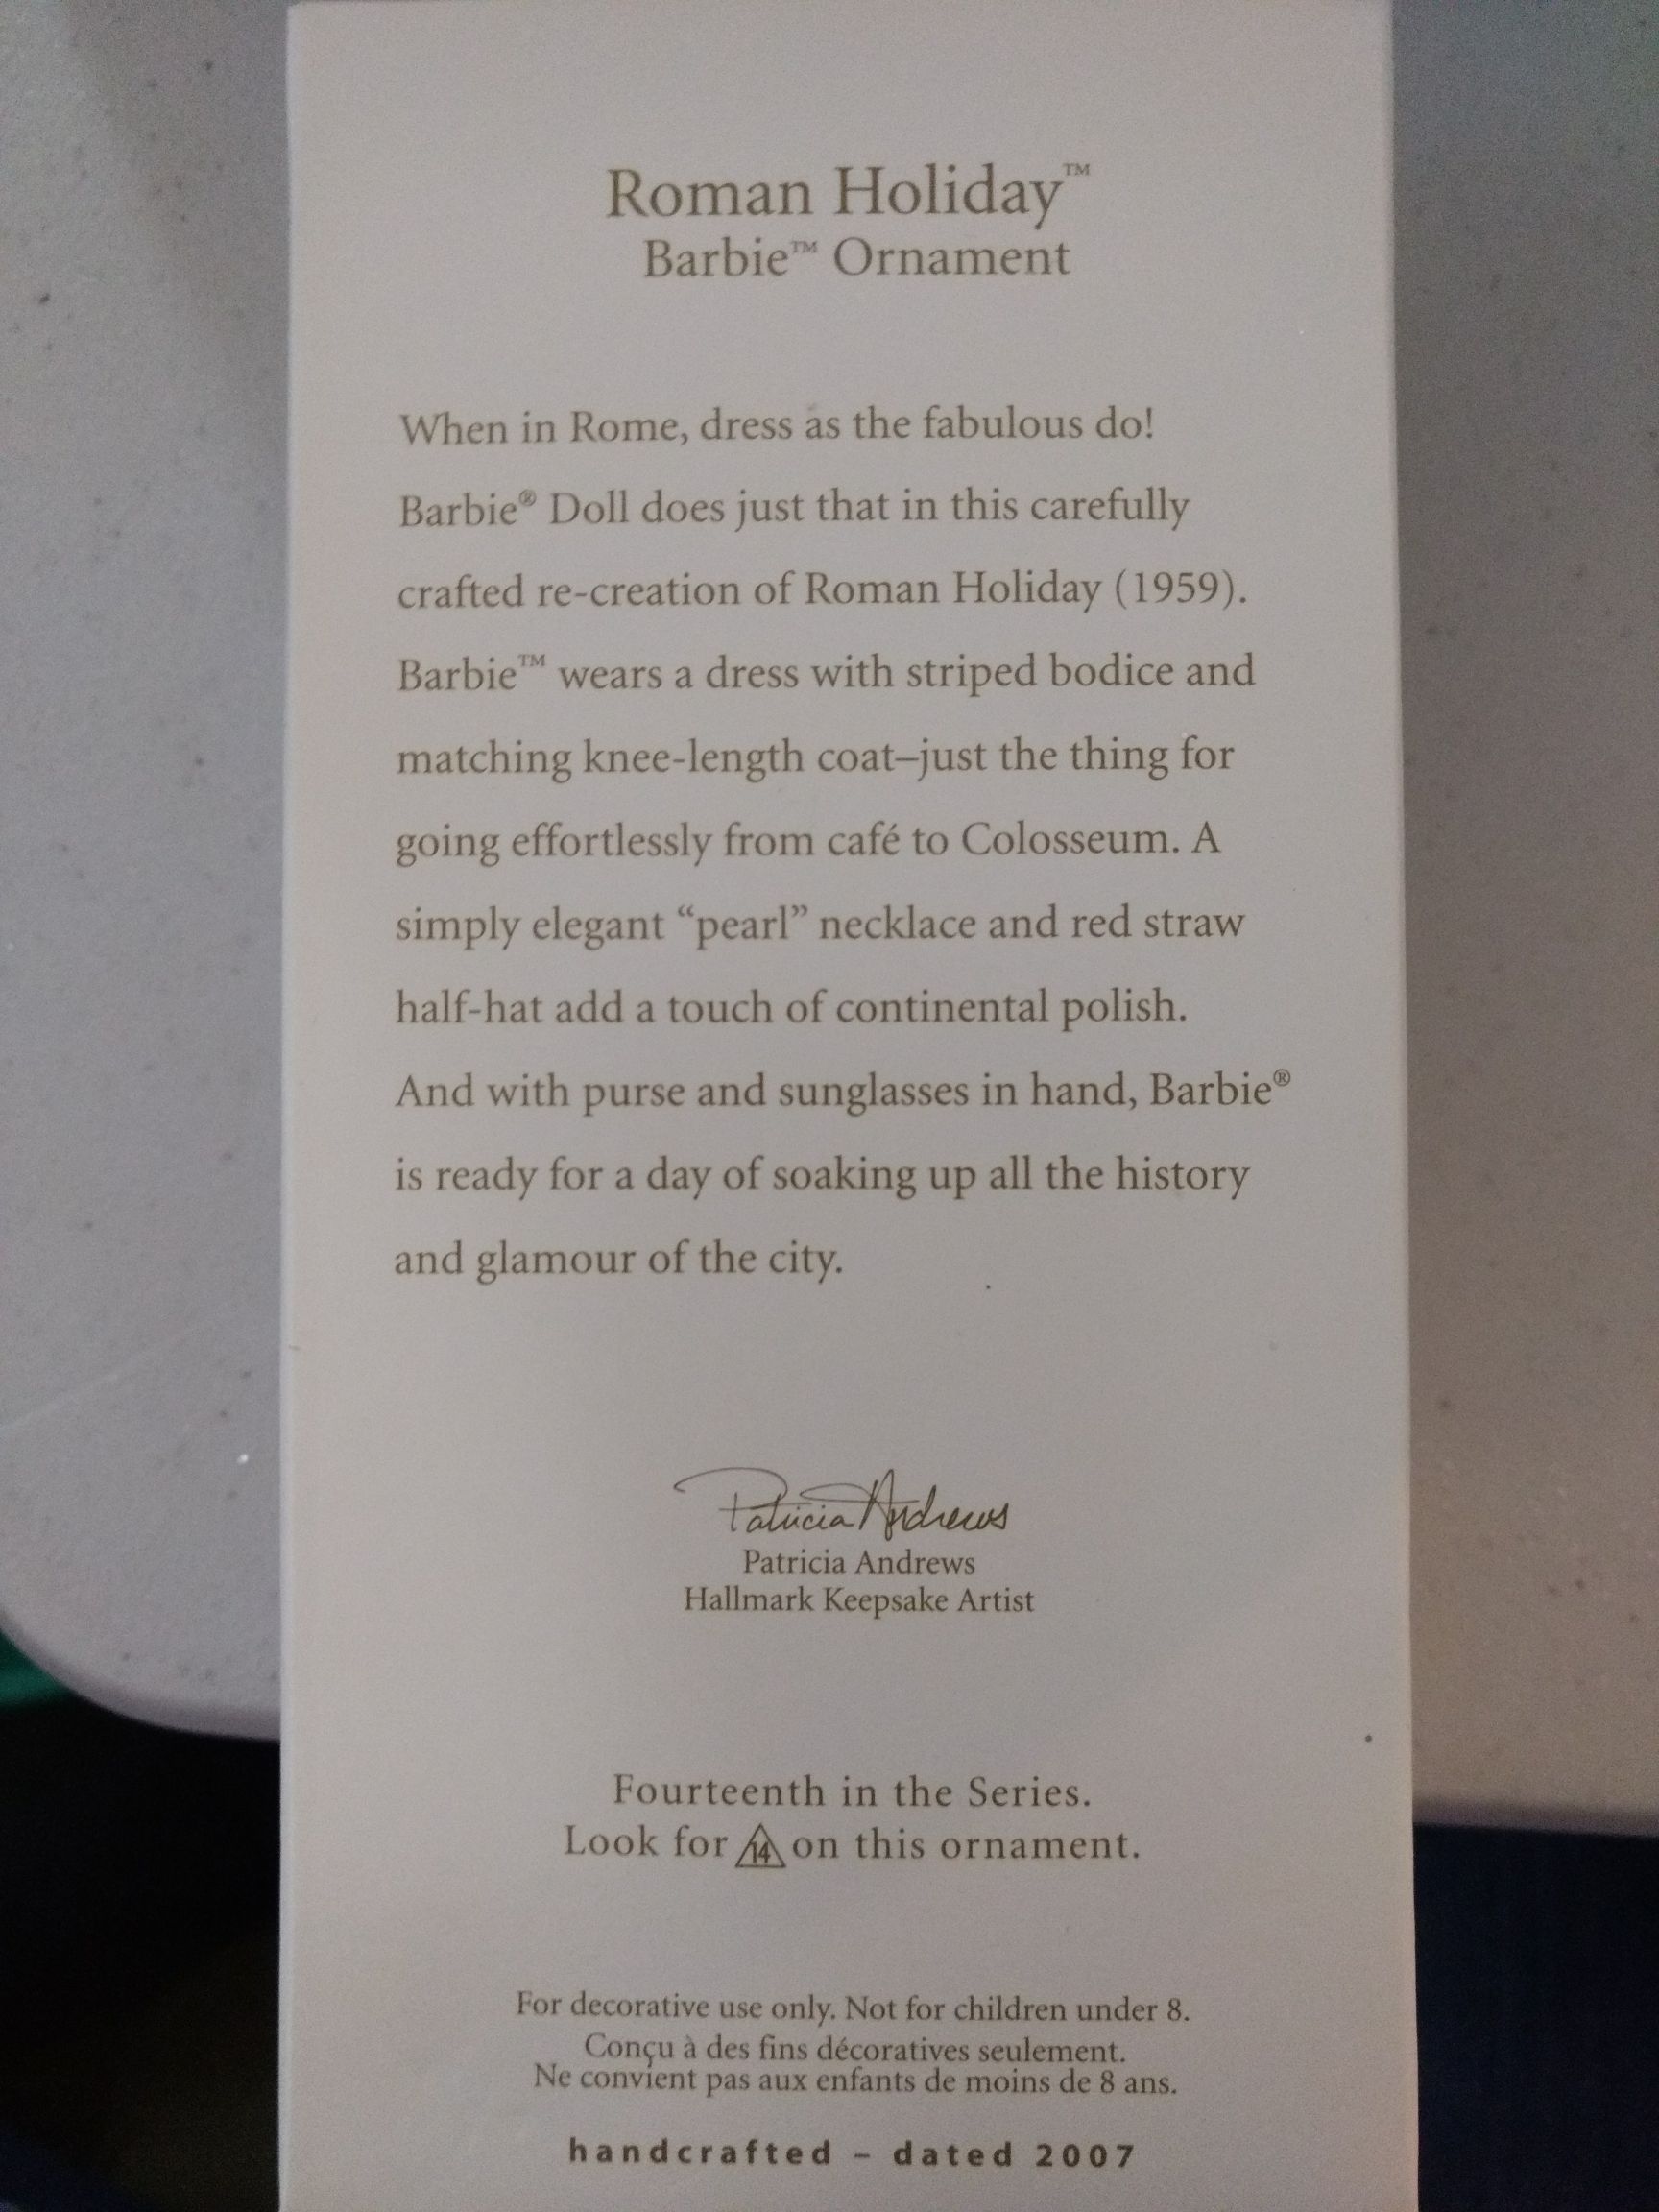 Roman Holiday™
Barbie™ Ornament
When in Rome, dress as the fabulous do!
Barbie® Doll does just that in this carefully
crafted re-creation of Roman Holiday (1959).
Barbie™ wears a dress with striped bodice and
matching knee-length coat–just the thing for
going effortlessly from café to Colosseum. A
simply elegant “pearl” necklace and red straw
half-hat add a touch of continental polish.
And with purse and sunglasses in hand, Barbie®
is ready for a day of soaking up all the history
and glamour of the city.
Patricia Andrews
Patricia Andrews
Hallmark Keepsake Artist
Fourteenth in the Series.
Look for 14 on this ornament.
For decorative use only. Not for children under 8.
Conçu à des fins décoratives seulement.
Ne convient pas aux enfants de moins de 8 ans.
handcrafted – dated 2007